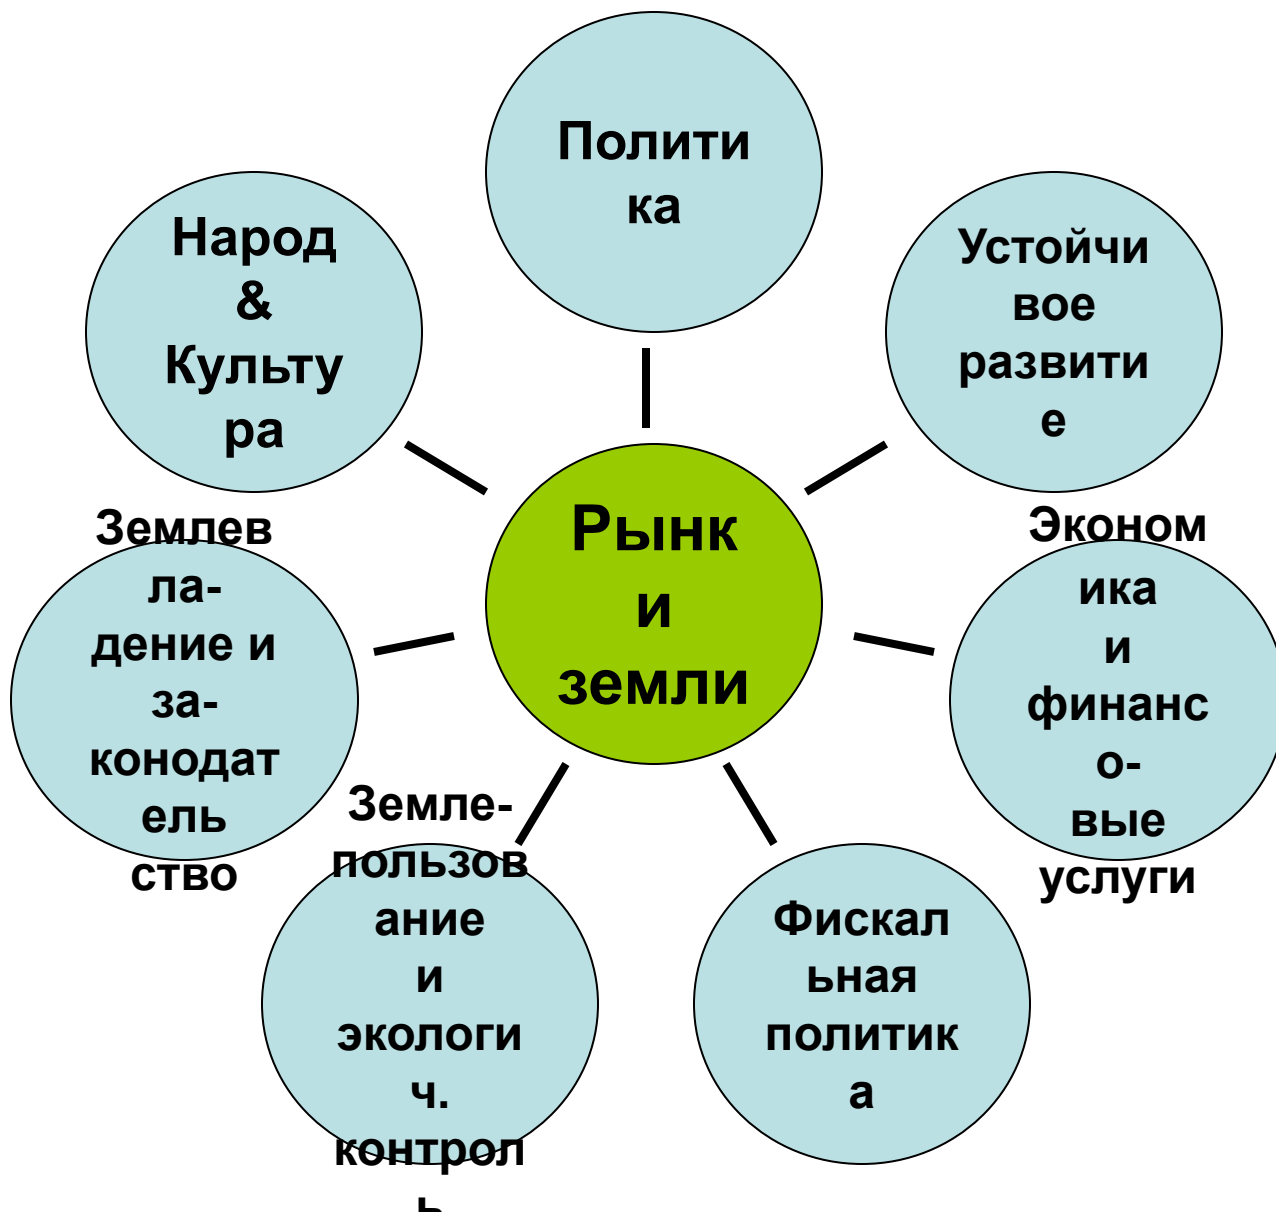 Полити
ка
Народ
&
Культу
ра
Устойчи
вое
развити
е
Рынк
и
земли
Землев
ла-
дение и
за-
конодат
ель
ство
Эконом
ика
и
финанс
о-
вые
услуги
Земле-
пользов
ание
и
экологи
ч.
контрол
ь
Фискал
ьная
политик
а